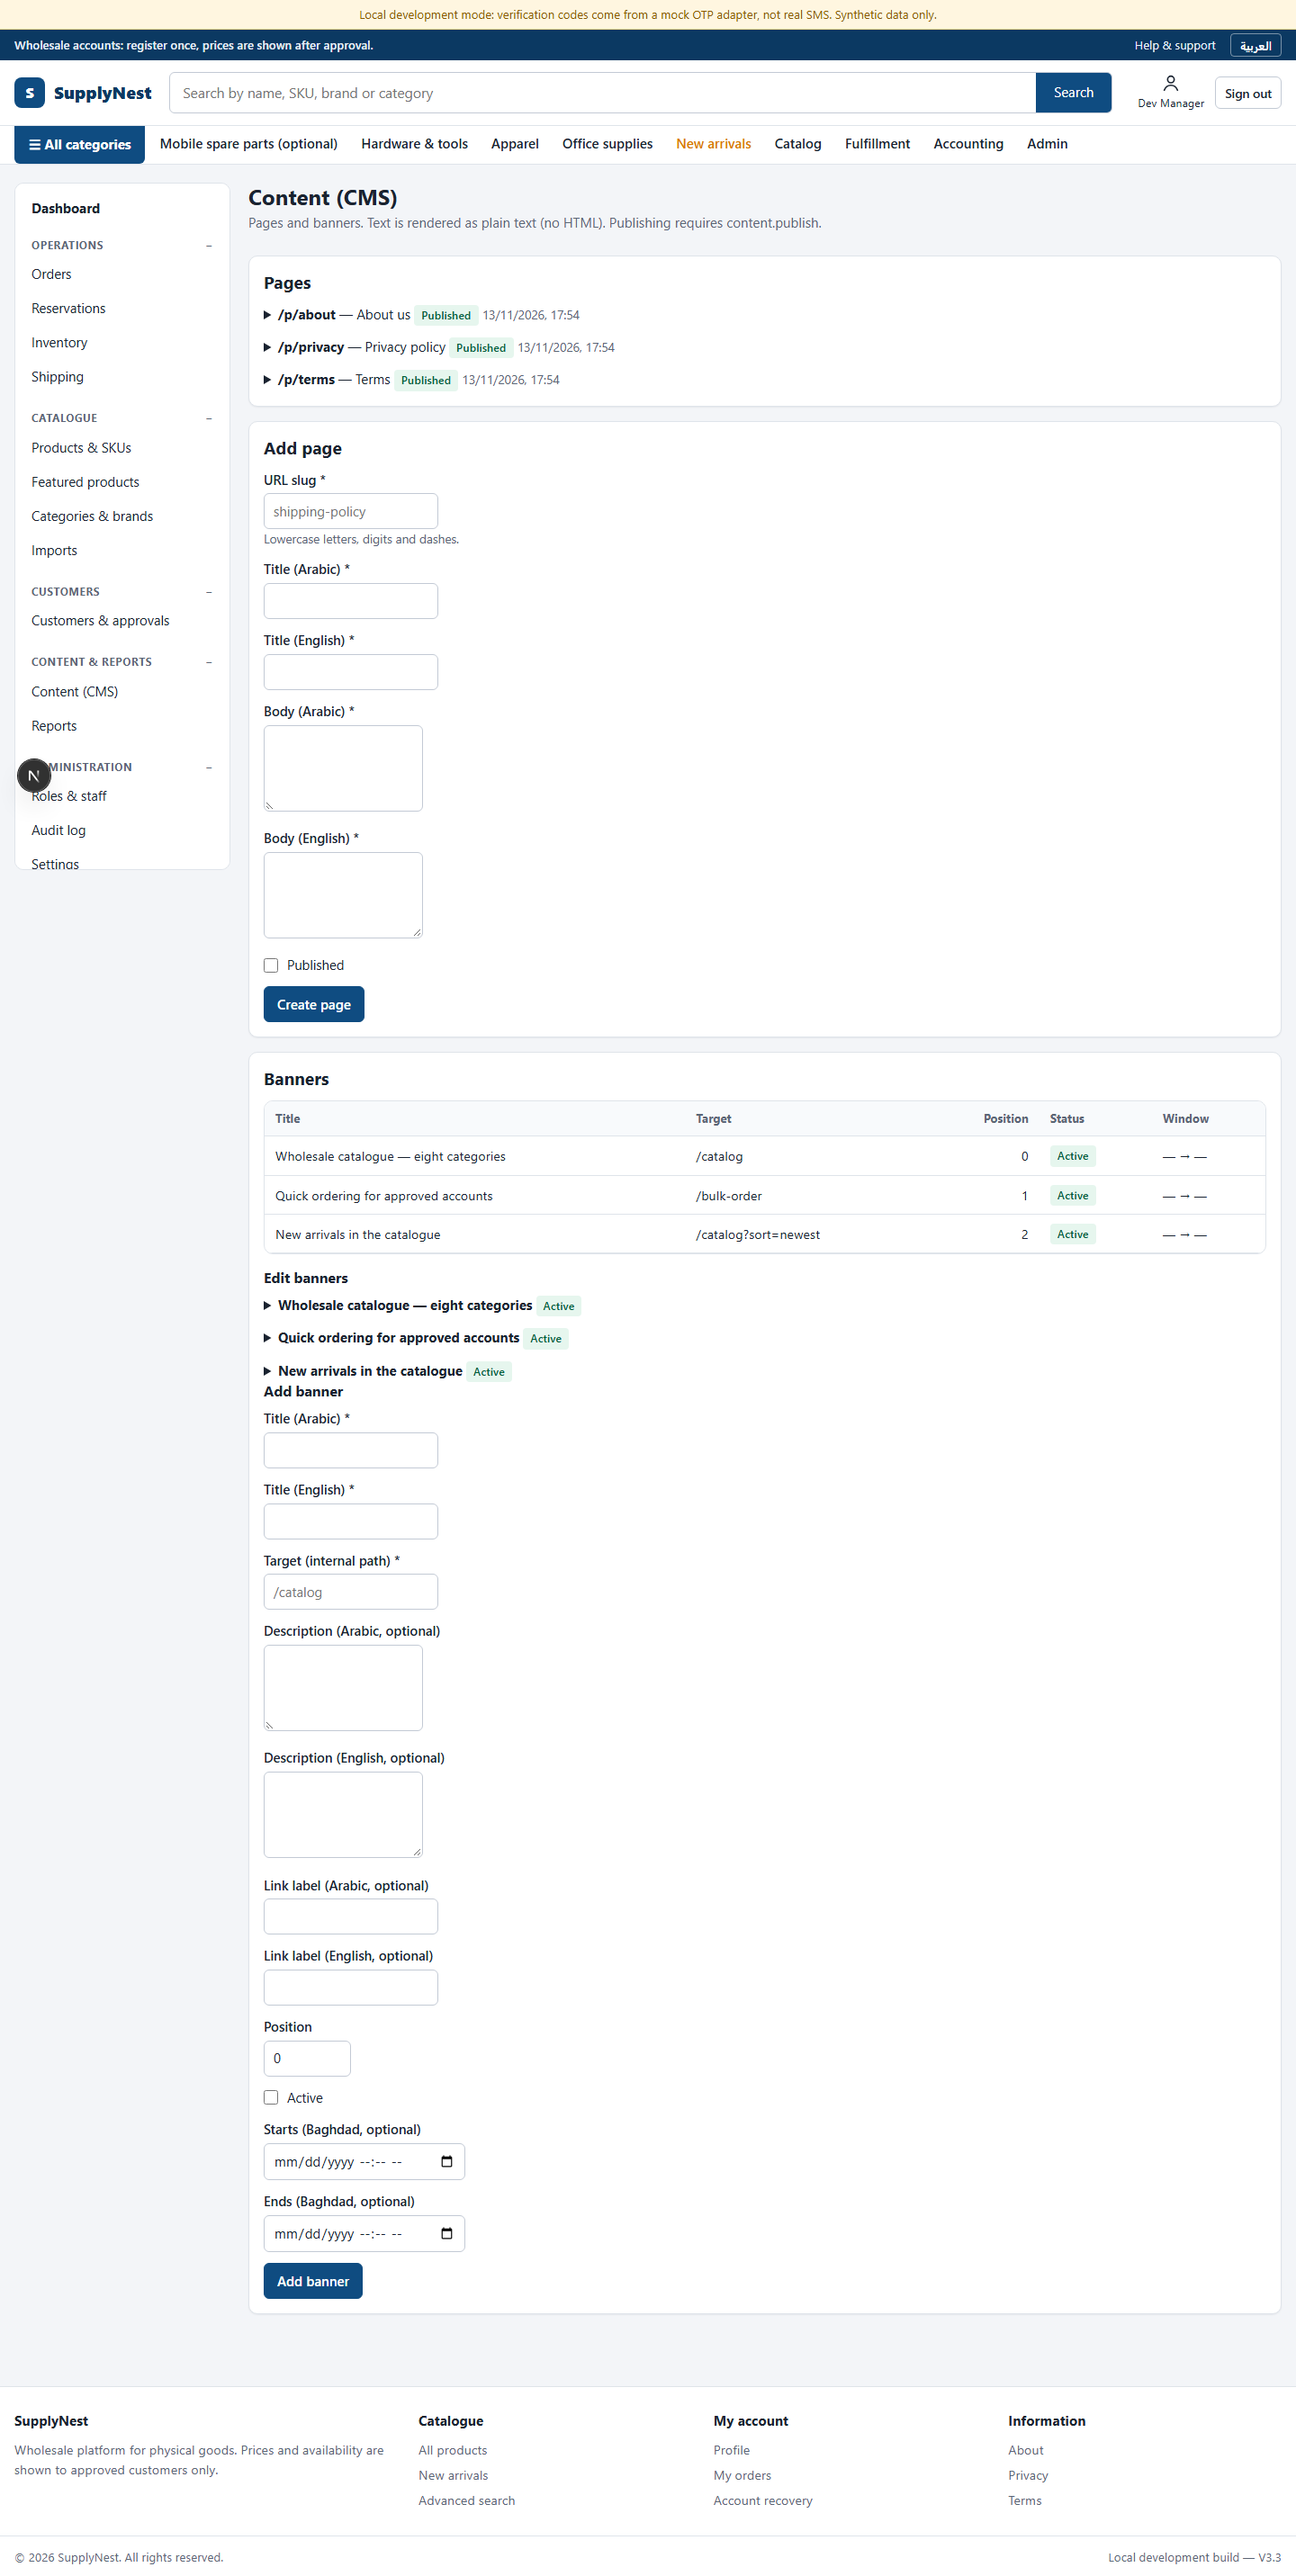 Local development mode: verification codes come from a mock OTP adapter, not real SMS. Synthetic data only.
Wholesale accounts: register once, prices are shown after approval.
Help & support
العربية
S SupplyNest
Search by name, SKU, brand or category
Search
Dev Manager
Sign out
☰ All categories
Mobile spare parts (optional)
Hardware & tools
Apparel
Office supplies
New arrivals
Catalog
Fulfillment
Accounting
Admin
Dashboard
OPERATIONS –
Orders
Reservations
Inventory
Shipping
CATALOGUE –
Products & SKUs
Featured products
Categories & brands
Imports
CUSTOMERS –
Customers & approvals
CONTENT & REPORTS –
Content (CMS)
Reports
N
MINISTRATION –
Roles & staff
Audit log
Settings
Content (CMS)
Pages and banners. Text is rendered as plain text (no HTML). Publishing requires content.publish.
Pages
▶ /p/about — About us Published 13/11/2026, 17:54
▶ /p/privacy — Privacy policy Published 13/11/2026, 17:54
▶ /p/terms — Terms Published 13/11/2026, 17:54
Add page
URL slug *
shipping-policy
Lowercase letters, digits and dashes.
Title (Arabic) *
Title (English) *
Body (Arabic) *
Body (English) *
Published
Create page
Banners
Title Target Position Status Window
Wholesale catalogue — eight categories /catalog 0 Active — → —
Quick ordering for approved accounts /bulk-order 1 Active — → —
New arrivals in the catalogue /catalog?sort=newest 2 Active — → —
Edit banners
▶ Wholesale catalogue — eight categories Active
▶ Quick ordering for approved accounts Active
▶ New arrivals in the catalogue Active
Add banner
Title (Arabic) *
Title (English) *
Target (internal path) *
/catalog
Description (Arabic, optional)
Description (English, optional)
Link label (Arabic, optional)
Link label (English, optional)
Position
0
Active
Starts (Baghdad, optional)
mm/dd/yyyy --:-- --
Ends (Baghdad, optional)
mm/dd/yyyy --:-- --
Add banner
SupplyNest
Wholesale platform for physical goods. Prices and availability are
shown to approved customers only.
Catalogue
All products
New arrivals
Advanced search
My account
Profile
My orders
Account recovery
Information
About
Privacy
Terms
© 2026 SupplyNest. All rights reserved.
Local development build — V3.3